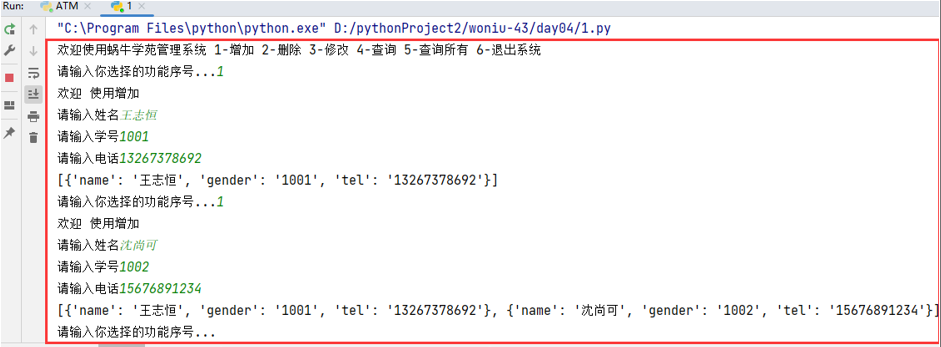 Run: ATM × 1 ×
"C:\Program Files\python\python.exe" D:/pythonProject2/woniu-43/day04/1.py
欢迎使用蜗牛学苑管理系统 1-增加 2-删除 3-修改 4-查询 5-查询所有 6-退出系统
请输入你选择的功能序号...1
欢迎 使用增加
请输入姓名王志恒
请输入学号1001
请输入电话13267378692
[{'name': '王志恒', 'gender': '1001', 'tel': '13267378692'}]
请输入你选择的功能序号...1
欢迎 使用增加
请输入姓名沈尚可
请输入学号1002
请输入电话15676891234
[{'name': '王志恒', 'gender': '1001', 'tel': '13267378692'}, {'name': '沈尚可', 'gender': '1002', 'tel': '15676891234'}]
请输入你选择的功能序号...